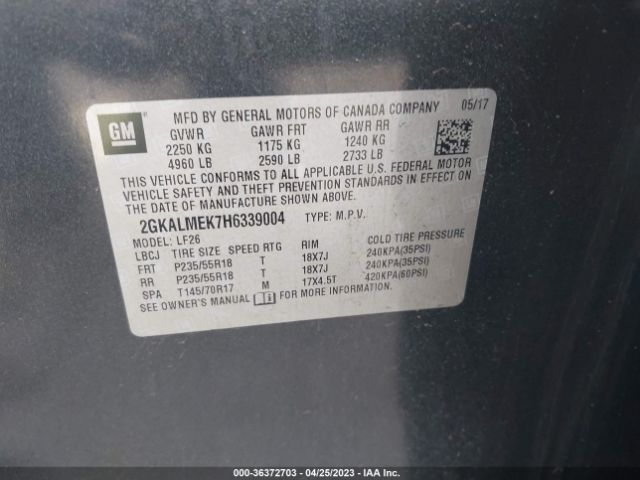 GM
MFD BY GENERAL MOTORS OF CANADA COMPANY 05/17
GVWR GAWR FRT GAWR RR
2250 KG 1175 KG 1240 KG
4960 LB 2590 LB 2733 LB
THIS VEHICLE CONFORMS TO ALL APPLICABLE U.S. FEDERAL MOTOR
VEHICLE SAFETY AND THEFT PREVENTION STANDARDS IN EFFECT ON
THE DATE OF MANUFACTURE SHOWN ABOVE.
2GKALMEK7H6339004 TYPE: M.P.V.
MODEL: LF26
LBCJ TIRE SIZE SPEED RTG RIM COLD TIRE PRESSURE
FRT P235/55R18 T 18X7J 240KPA(35PSI)
RR P235/55R18 T 18X7J 240KPA(35PSI)
SPA T145/70R17 M 17X4.5T 420KPA(60PSI)
SEE OWNER'S MANUAL FOR MORE INFORMATION.
000-36372703 - 04/25/2023 - IAA Inc.